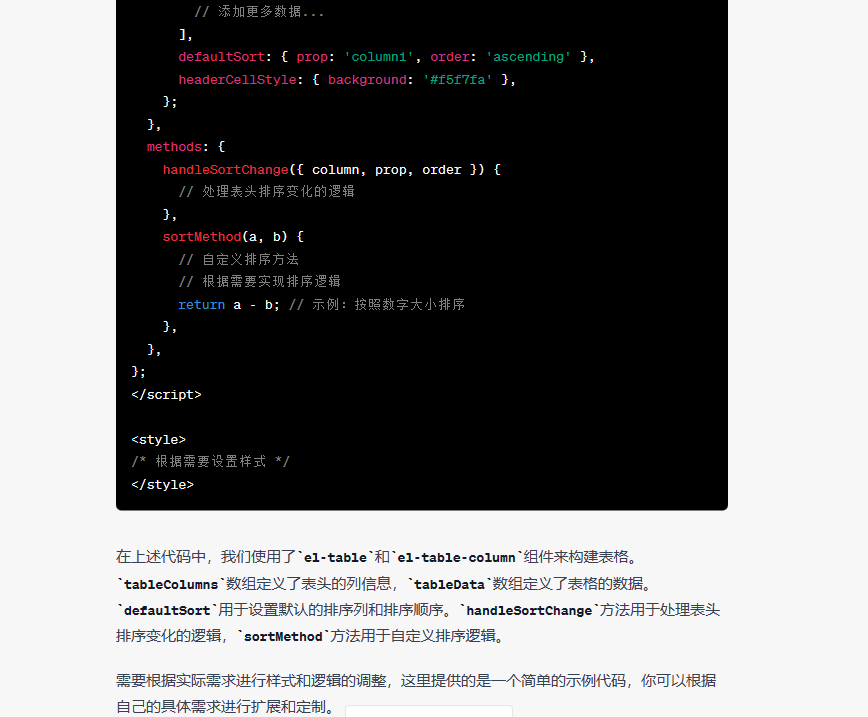 // 添加更多数据...
],
defaultSort: { prop: 'column1', order: 'ascending' },
headerCellStyle: { background: '#f5f7fa' },
};
},
methods: {
handleSortChange({ column, prop, order }) {
// 处理表头排序变化的逻辑
},
sortMethod(a, b) {
// 自定义排序方法
// 根据需要实现排序逻辑
return a - b; // 示例：按照数字大小排序
},
},
};
</script>
<style>
/* 根据需要设置样式 */
</style>
在上述代码中，我们使用了`el-table`和`el-table-column`组件来构建表格。
`tableColumns`数组定义了表头的列信息，`tableData`数组定义了表格的数据。
`defaultSort`用于设置默认的排序列和排序顺序。`handleSortChange`方法用于处理表头
排序变化的逻辑，`sortMethod`方法用于自定义排序逻辑。
需要根据实际需求进行样式和逻辑的调整，这里提供的是一个简单的示例代码，你可以根据
自己的具体需求进行扩展和定制。